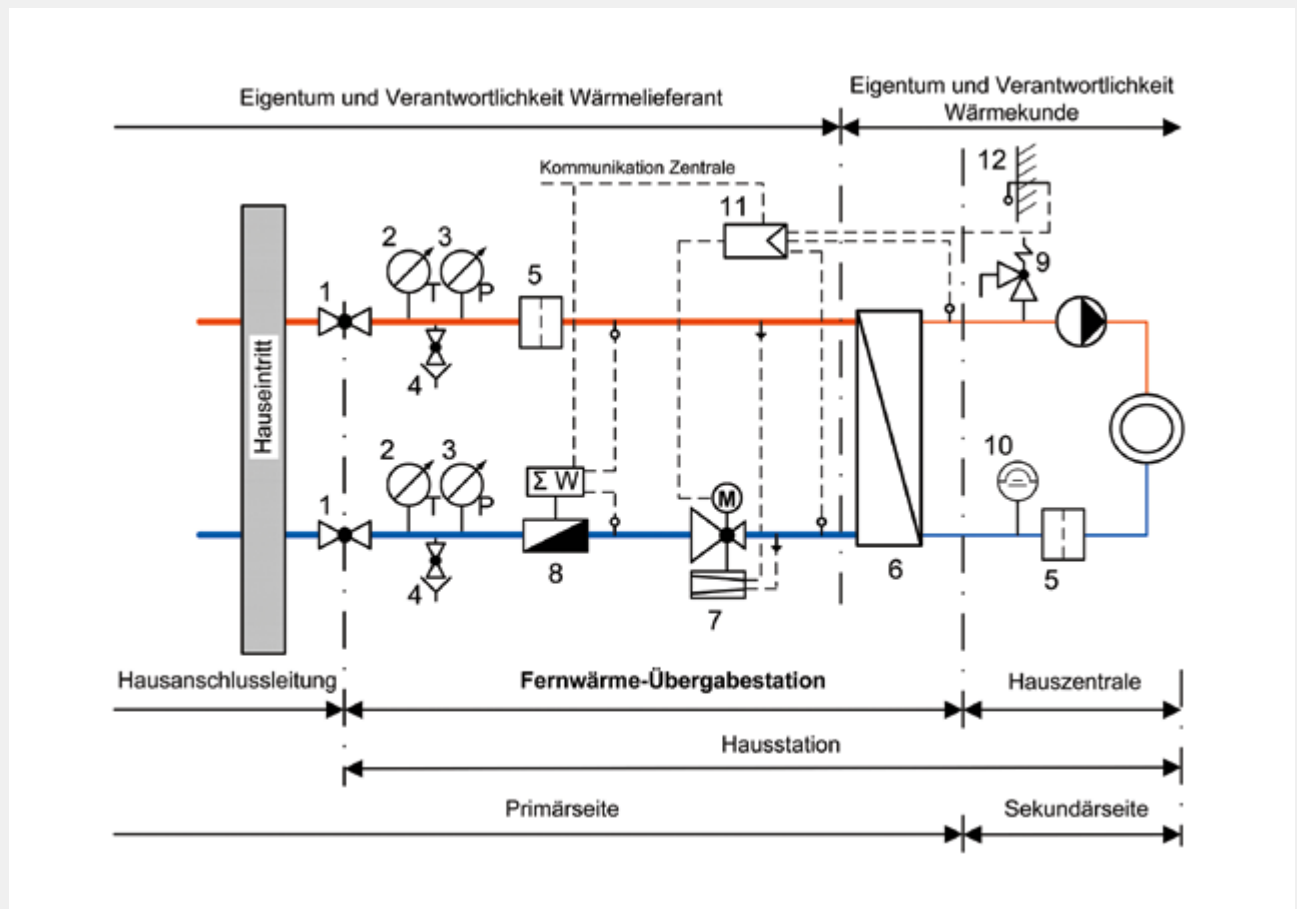 Eigentum und Verantwortlichkeit Wärmelieferant
Eigentum und Verantwortlichkeit
Wärmekunde
Kommunikation Zentrale
12
11
2
3
5
9
1
T
P
4
Hauseintritt
2
3
10
1
T
P
Σ W
M
4
8
7
6
5
Hausanschlussleitung
Fernwärme-Übergabestation
Hauszentrale
Hausstation
Primärseite
Sekundärseite